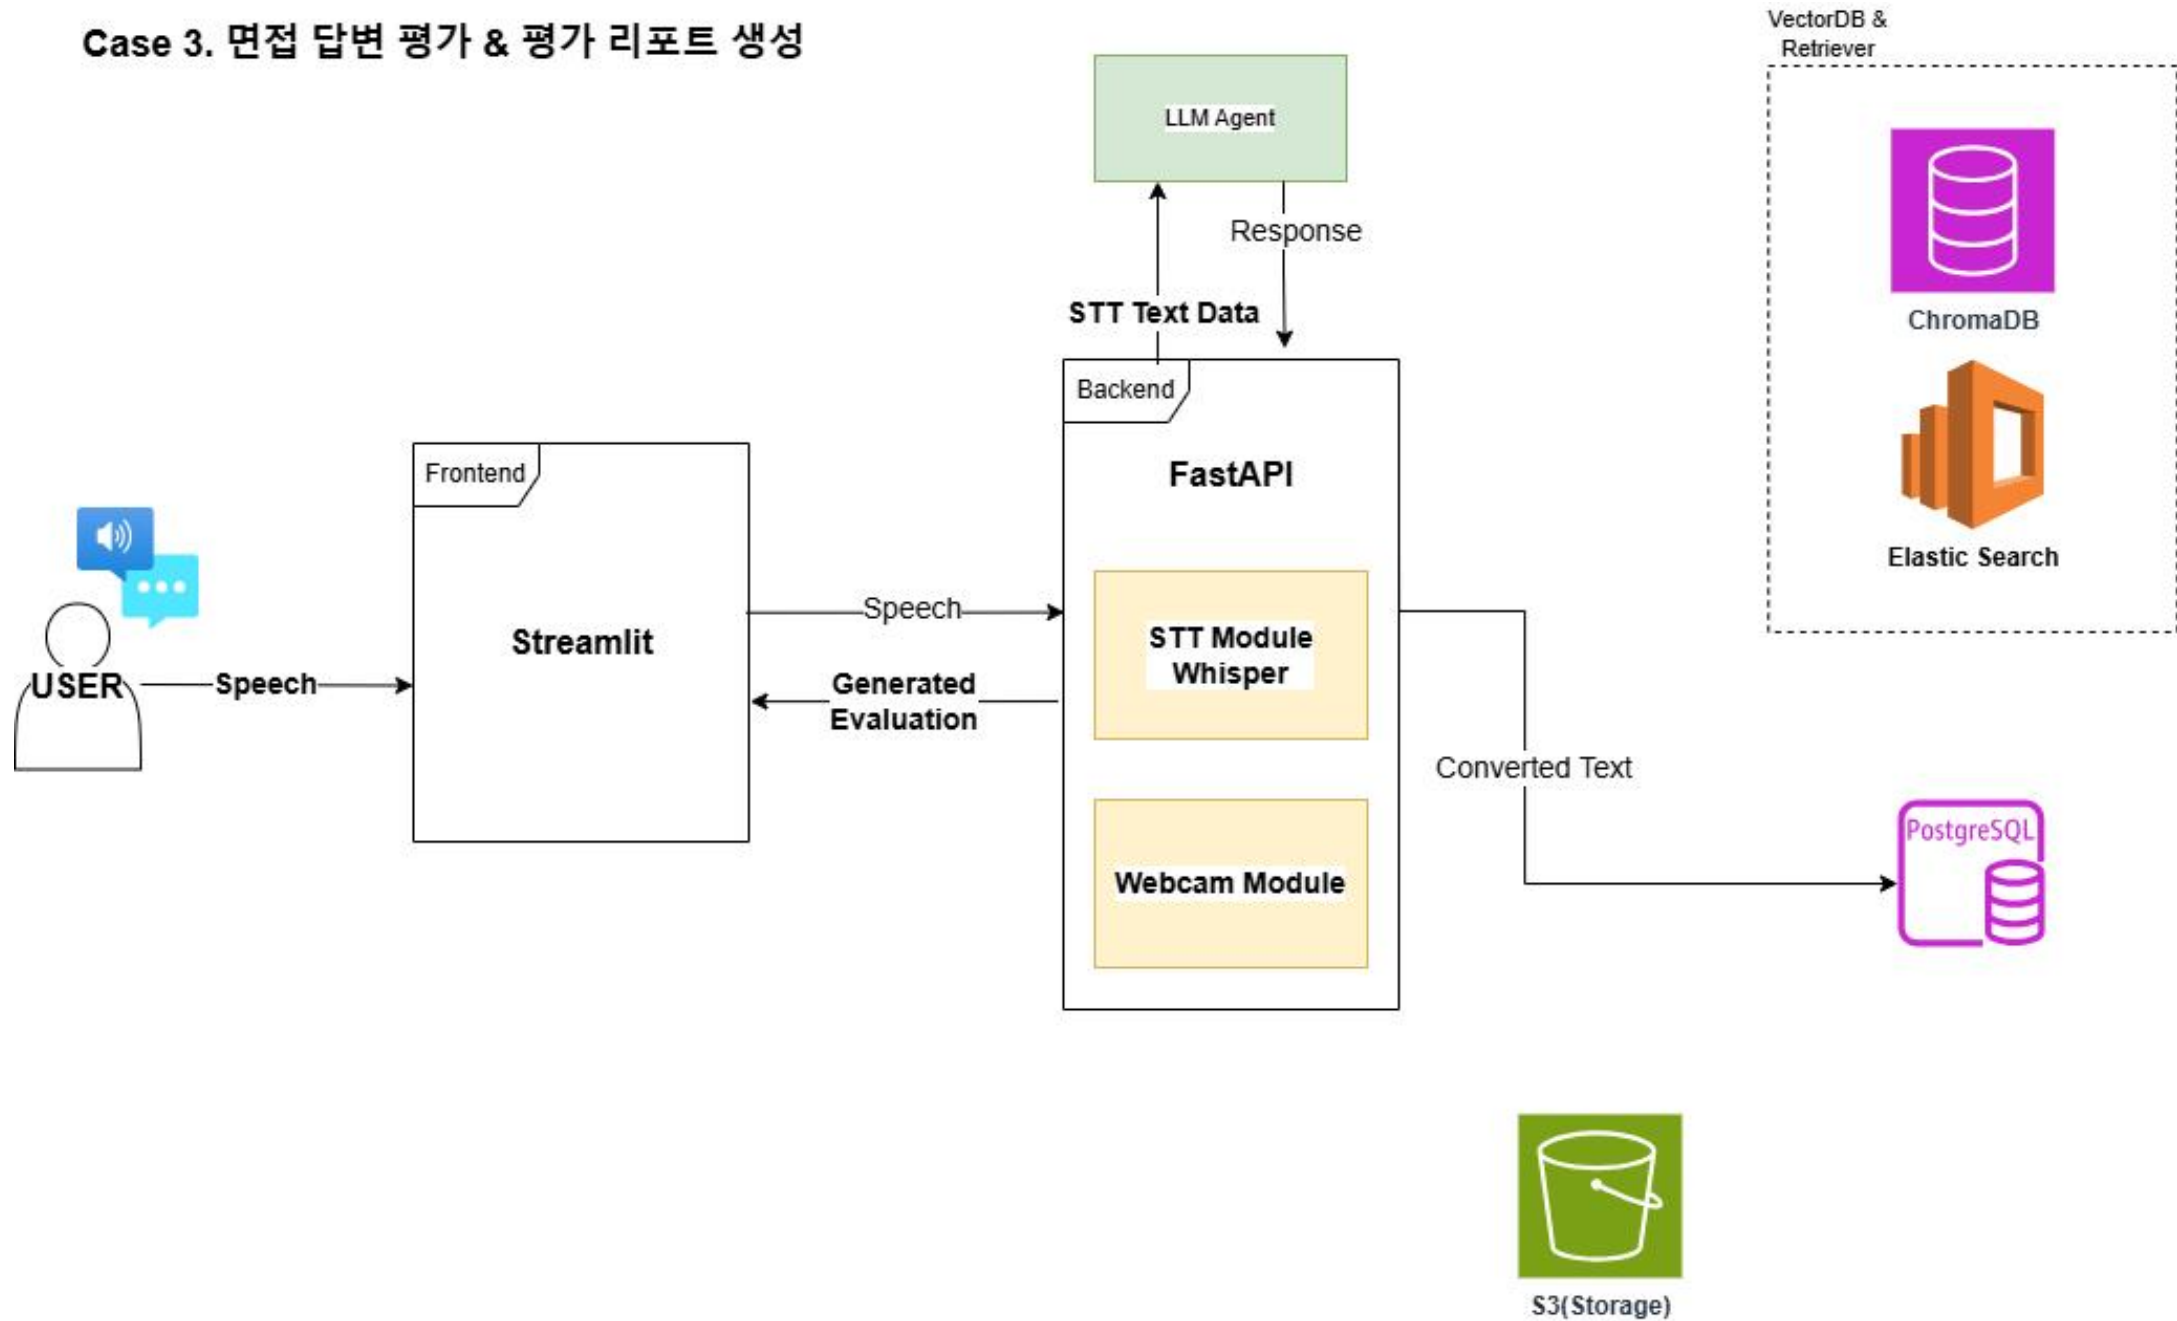 Case 3. 면접 답변 평가 & 평가 리포트 생성
VectorDB &
Retriever
LLM Agent
ChromaDB
Response
STT Text Data
Backend
FastAPI
Elastic Search
Frontend
Streamlit
USER
Speech
Speech
Generated
Evaluation
STT Module
Whisper
Webcam Module
Converted Text
PostgreSQL
S3(Storage)